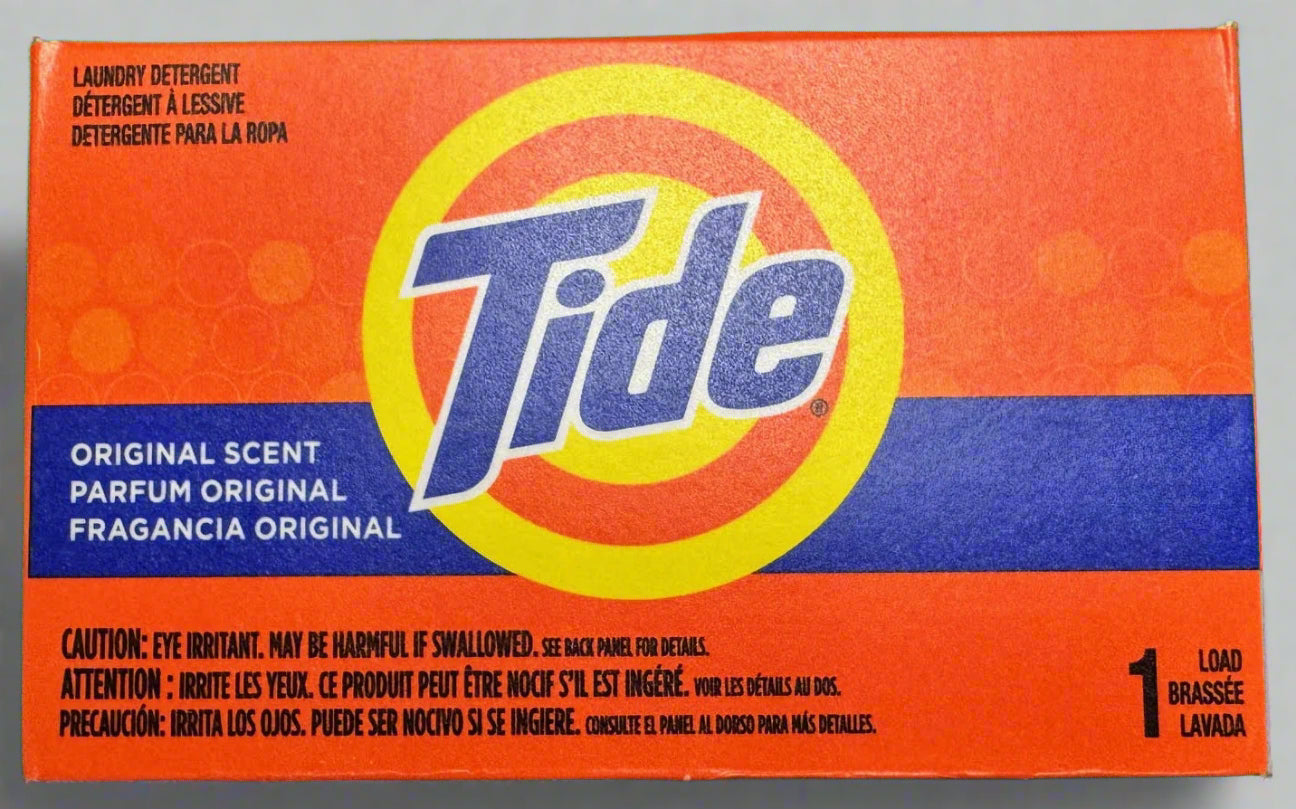 LAUNDRY DETERGENT
DÉTERGENT À LESSIVE
DETERGENTE PARA LA ROPA
Tide®
ORIGINAL SCENT
PARFUM ORIGINAL
FRAGANCIA ORIGINAL
CAUTION: EYE IRRITANT. MAY BE HARMFUL IF SWALLOWED. SEE BACK PANEL FOR DETAILS.
ATTENTION : IRRITE LES YEUX. CE PRODUIT PEUT ÊTRE NOCIF S'IL EST INGÉRÉ. VOIR LES DÉTAILS AU DOS.
PRECAUCIÓN: IRRITA LOS OJOS. PUEDE SER NOCIVO SI SE INGIERE. CONSULTE EL PANEL AL DORSO PARA MÁS DETALLES.
1 LOAD
BRASSÉE
LAVADA